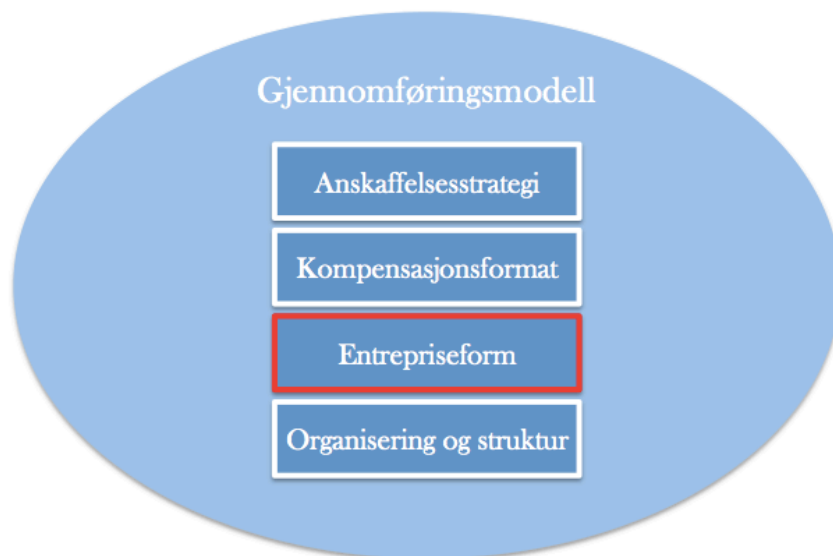 Gjennomføringsmodell
Anskaffelsesstrategi
Kompensasjonsformat
Entrepriseform
Organisering og struktur